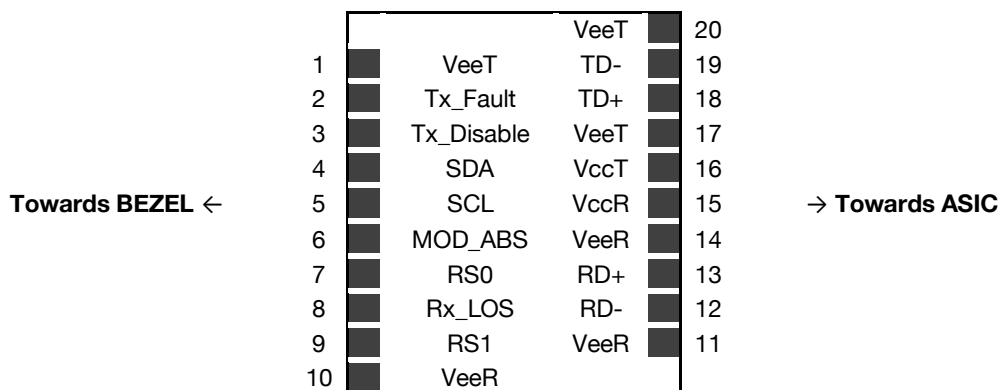 VeeT 20
1 VeeT TD- 19
2 Tx_Fault TD+ 18
3 Tx_Disable VeeT 17
4 SDA VccT 16
Towards BEZEL ← 5 SCL VccR 15 → Towards ASIC
6 MOD_ABS VeeR 14
7 RS0 RD+ 13
8 Rx_LOS RD- 12
9 RS1 VeeR 11
10 VeeR